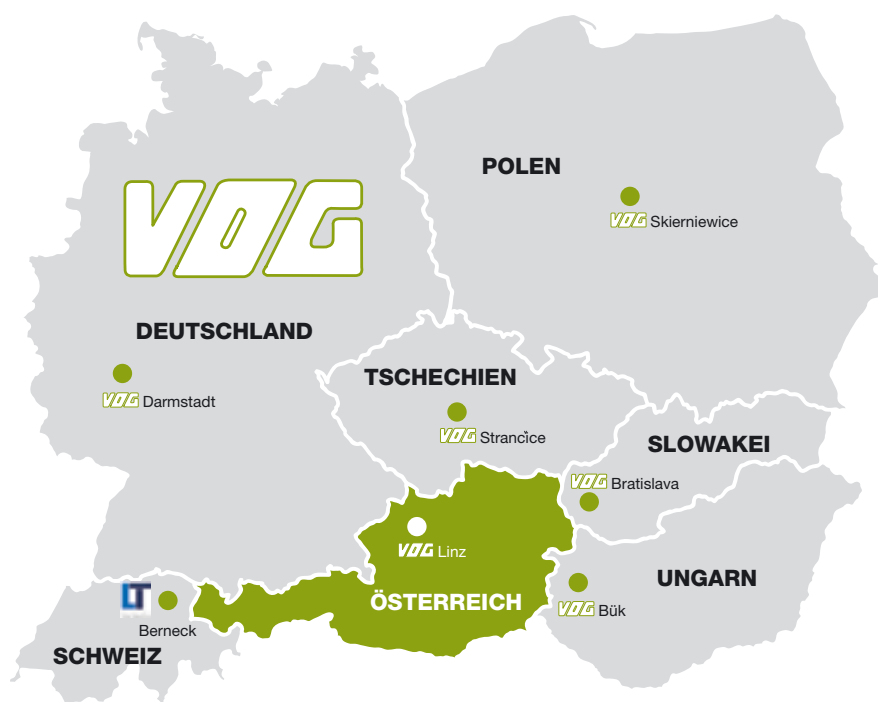 POLEN
VOG Skierniewice
VOG
DEUTSCHLAND
VOG Darmstadt
TSCHECHIEN
VOG Strancìce
SLOWAKEI
VOG Bratislava
VOG Linz
UNGARN
ÖSTERREICH
VOG Bük
LT
Berneck
SCHWEIZ